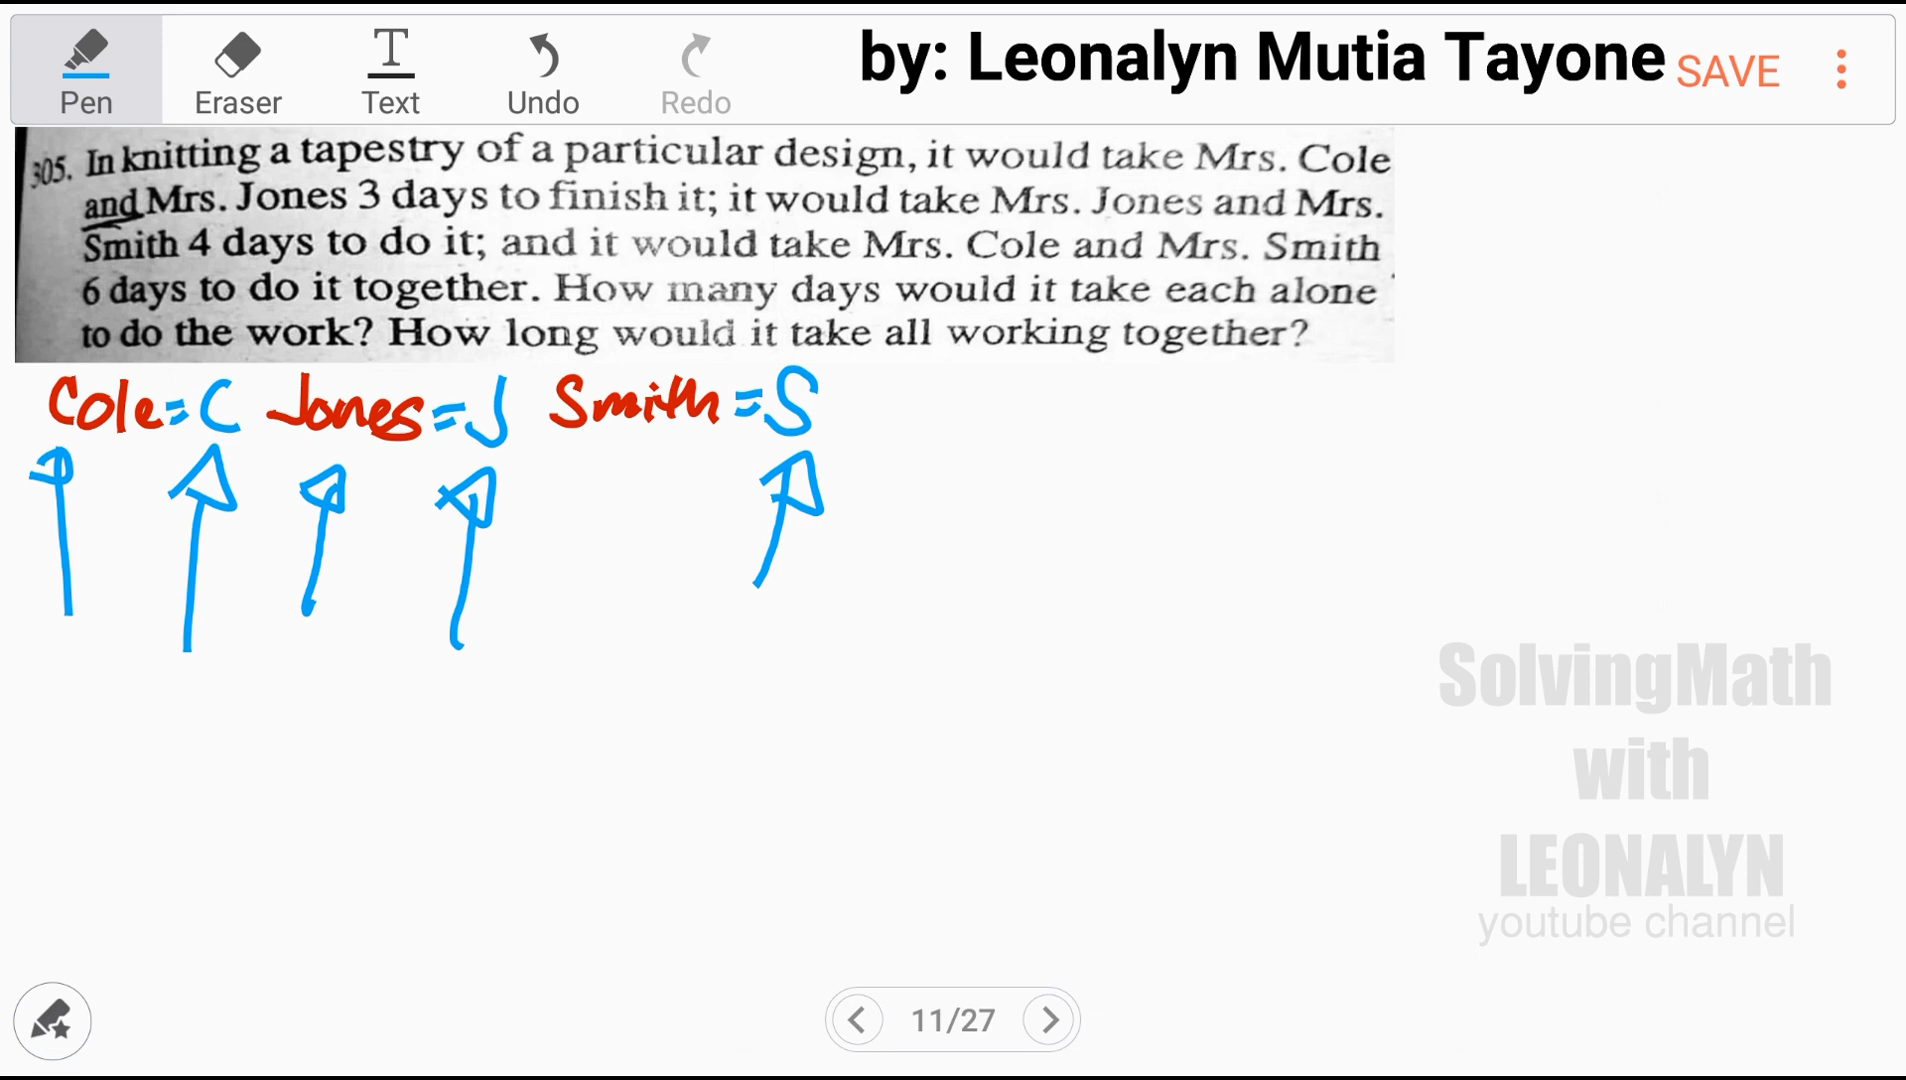 Pen Eraser Text Undo Redo by: Leonalyn Mutia Tayone SAVE
305. In knitting a tapestry of a particular design, it would take Mrs. Cole
and Mrs. Jones 3 days to finish it; it would take Mrs. Jones and Mrs.
Smith 4 days to do it; and it would take Mrs. Cole and Mrs. Smith
6 days to do it together. How many days would it take each alone
to do the work? How long would it take all working together?
Cole=C Jones=J Smith=S
SolvingMath
with
LEONALYN
youtube channel
11/27